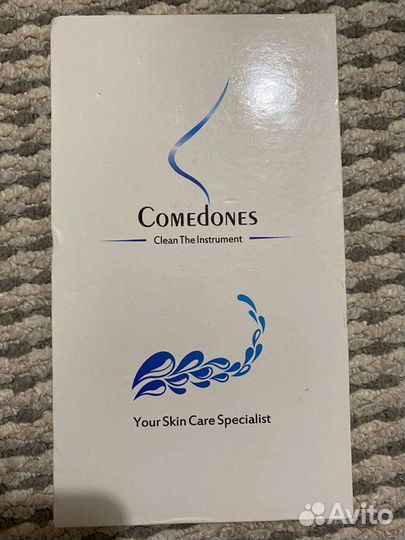 COMEDONES
Clean The Instrument
Your Skin Care Specialist
Avito